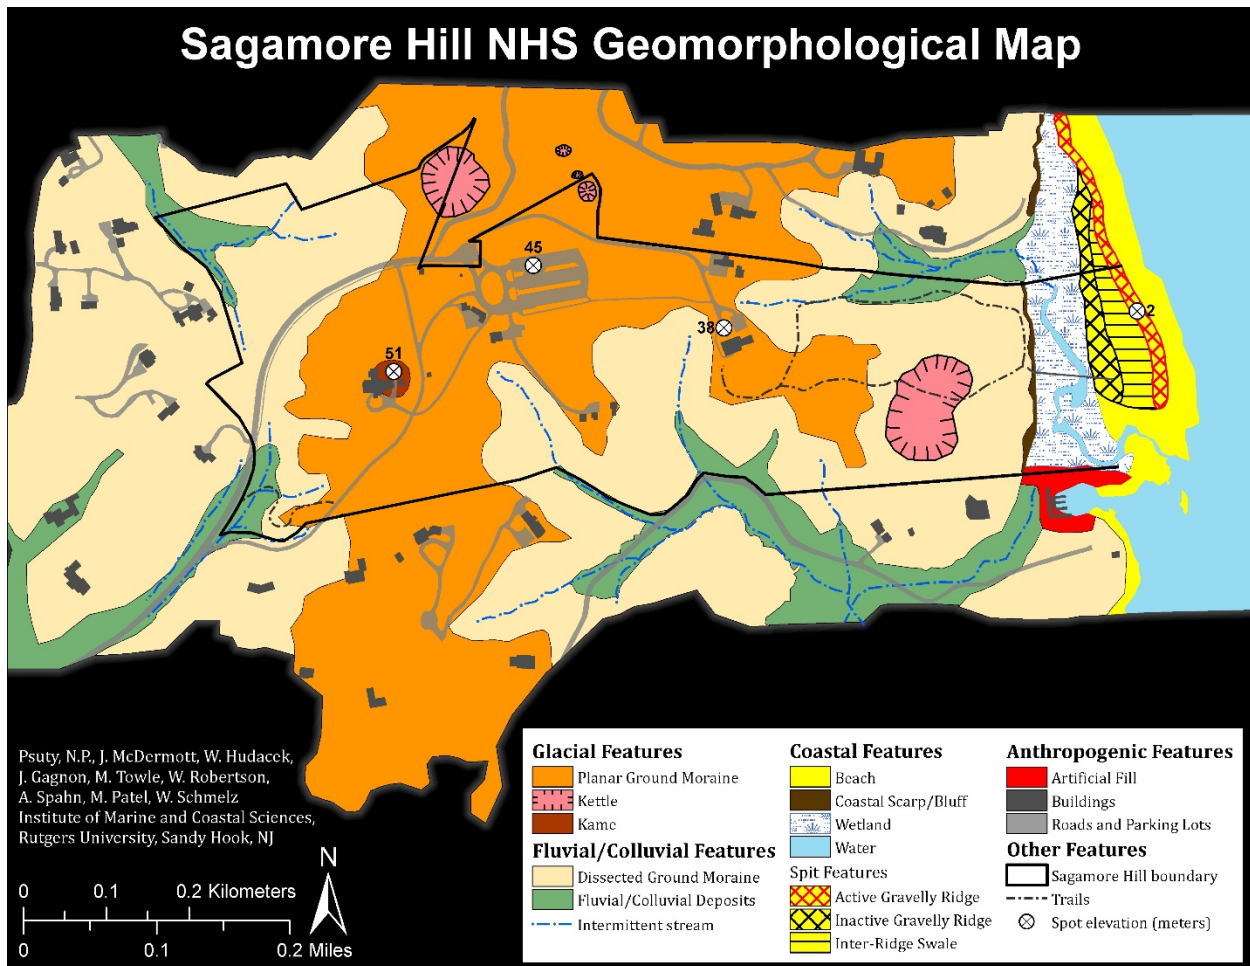 Sagamore Hill NHS Geomorphological Map
45
38
51
2
Psuty, N.P., J. McDermott, W. Hudacek,
J. Gagnon, M. Towle, W. Robertson,
A. Spahn, M. Patel, W. Schmelz
Institute of Marine and Coastal Sciences,
Rutgers University, Sandy Hook, NJ
N
0 0.1 0.2 Kilometers
0 0.1 0.2 Miles
Glacial Features
Planar Ground Moraine
Kettle
Kame
Fluvial/Colluvial Features
Dissected Ground Moraine
Fluvial/Colluvial Deposits
Intermittent stream
Coastal Features
Beach
Coastal Scarp/Bluff
Wetland
Water
Spit Features
Active Gravelly Ridge
Inactive Gravelly Ridge
Inter-Ridge Swale
Anthropogenic Features
Artificial Fill
Buildings
Roads and Parking Lots
Other Features
Sagamore Hill boundary
Trails
Spot elevation (meters)